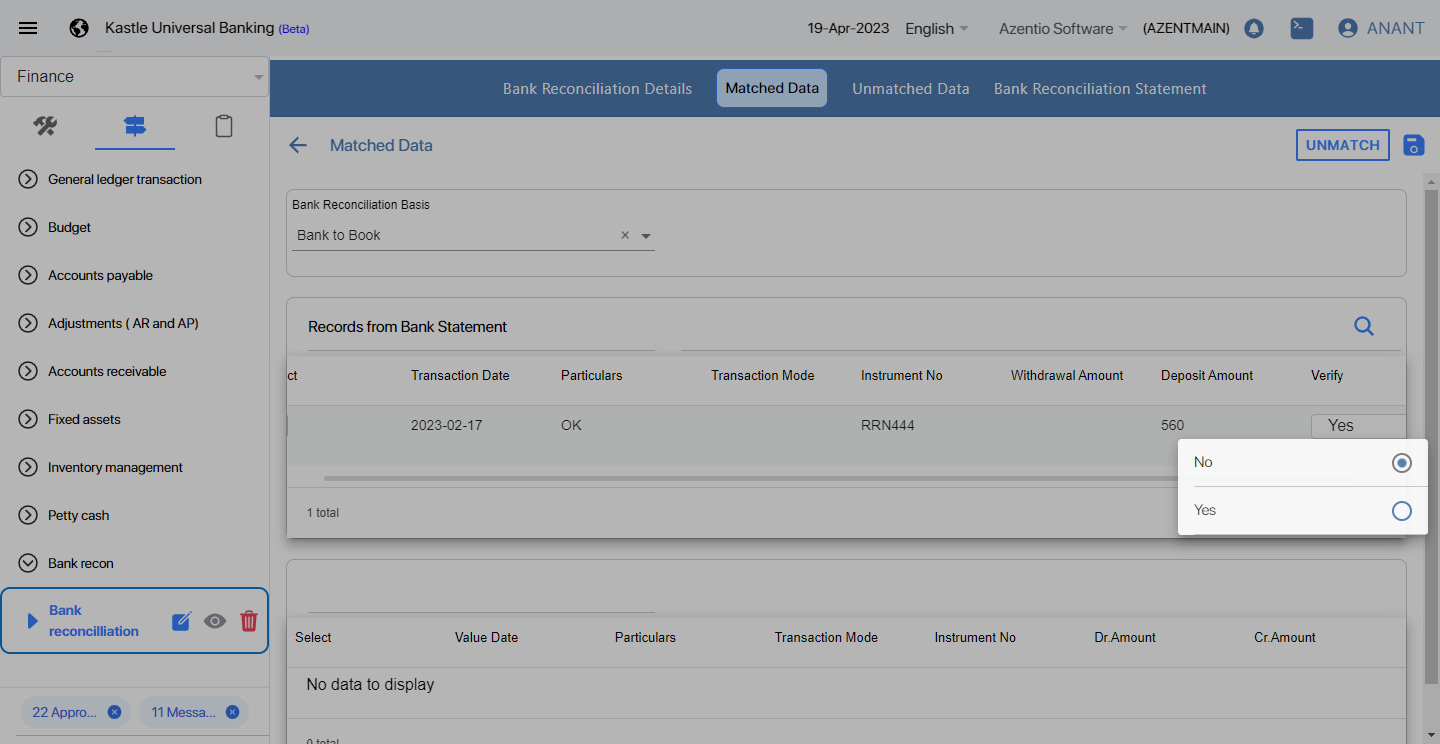 Kastle Universal Banking (Beta)
19-Apr-2023
English
Azentio Software
(AZENTMAIN)
ANANT
Finance
General ledger transaction
Budget
Accounts payable
Adjustments ( AR and AP)
Accounts receivable
Fixed assets
Inventory management
Petty cash
Bank recon
Bank
reconcilliation
22 Appro...
11 Messa...
Bank Reconciliation Details
Matched Data
Unmatched Data
Bank Reconciliation Statement
Matched Data
UNMATCH
Bank Reconciliation Basis
Bank to Book
×
Records from Bank Statement
ct
Transaction Date
Particulars
Transaction Mode
Instrument No
Withdrawal Amount
Deposit Amount
Verify
2023-02-17
OK
RRN444
560
Yes
No
Yes
1 total
Select
Value Date
Particulars
Transaction Mode
Instrument No
Dr.Amount
Cr.Amount
No data to display
0 total